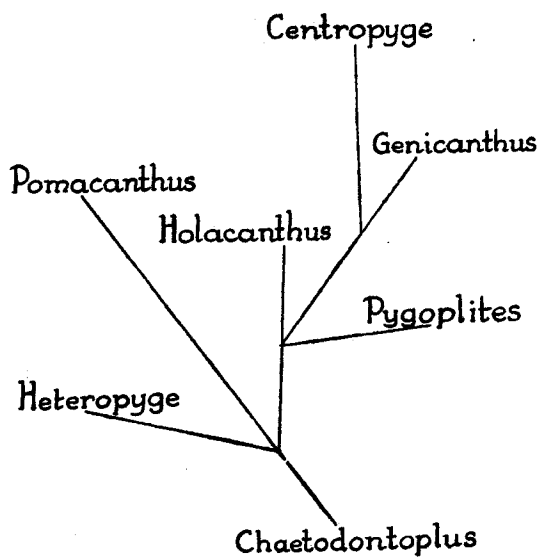 Centropyge
Genicanthus
Pomacanthus
Holacanthus
Pygoplites
Heteropyge
Chaetodontoplus